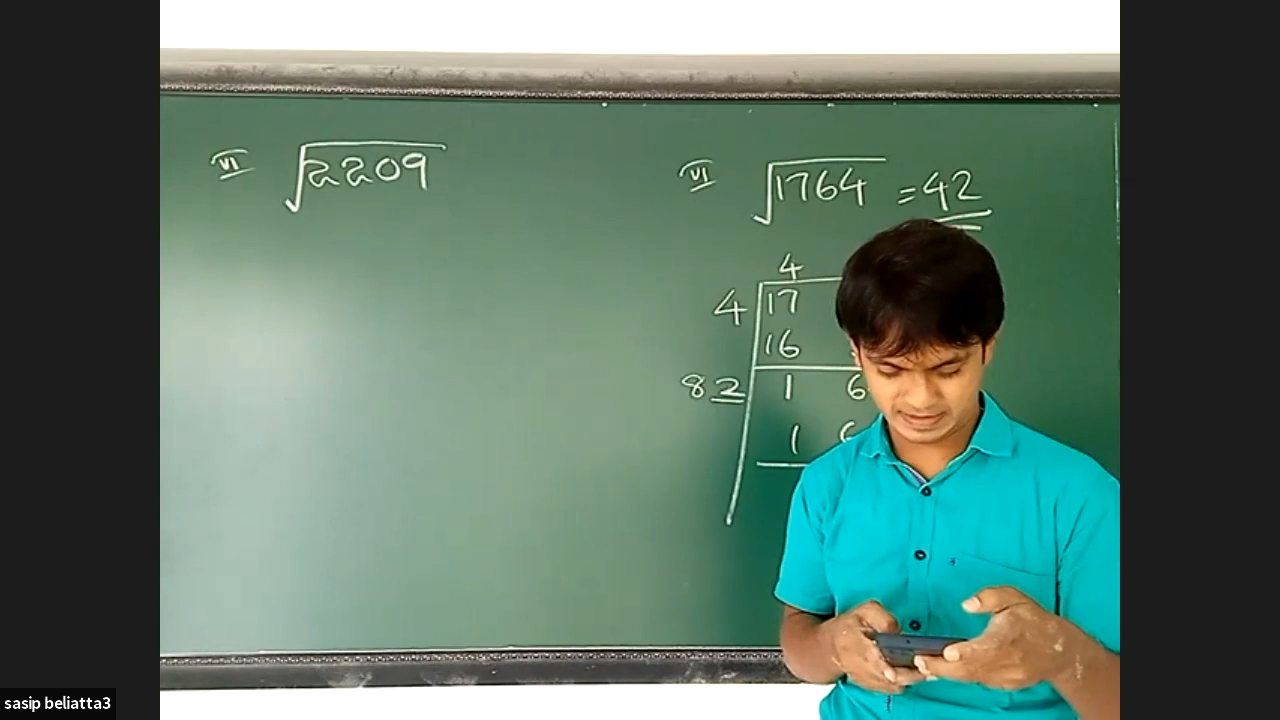 VI √2209
VI √1764 = 42
4
4 17
16
82 1 6
1 6
sasip beliatta3